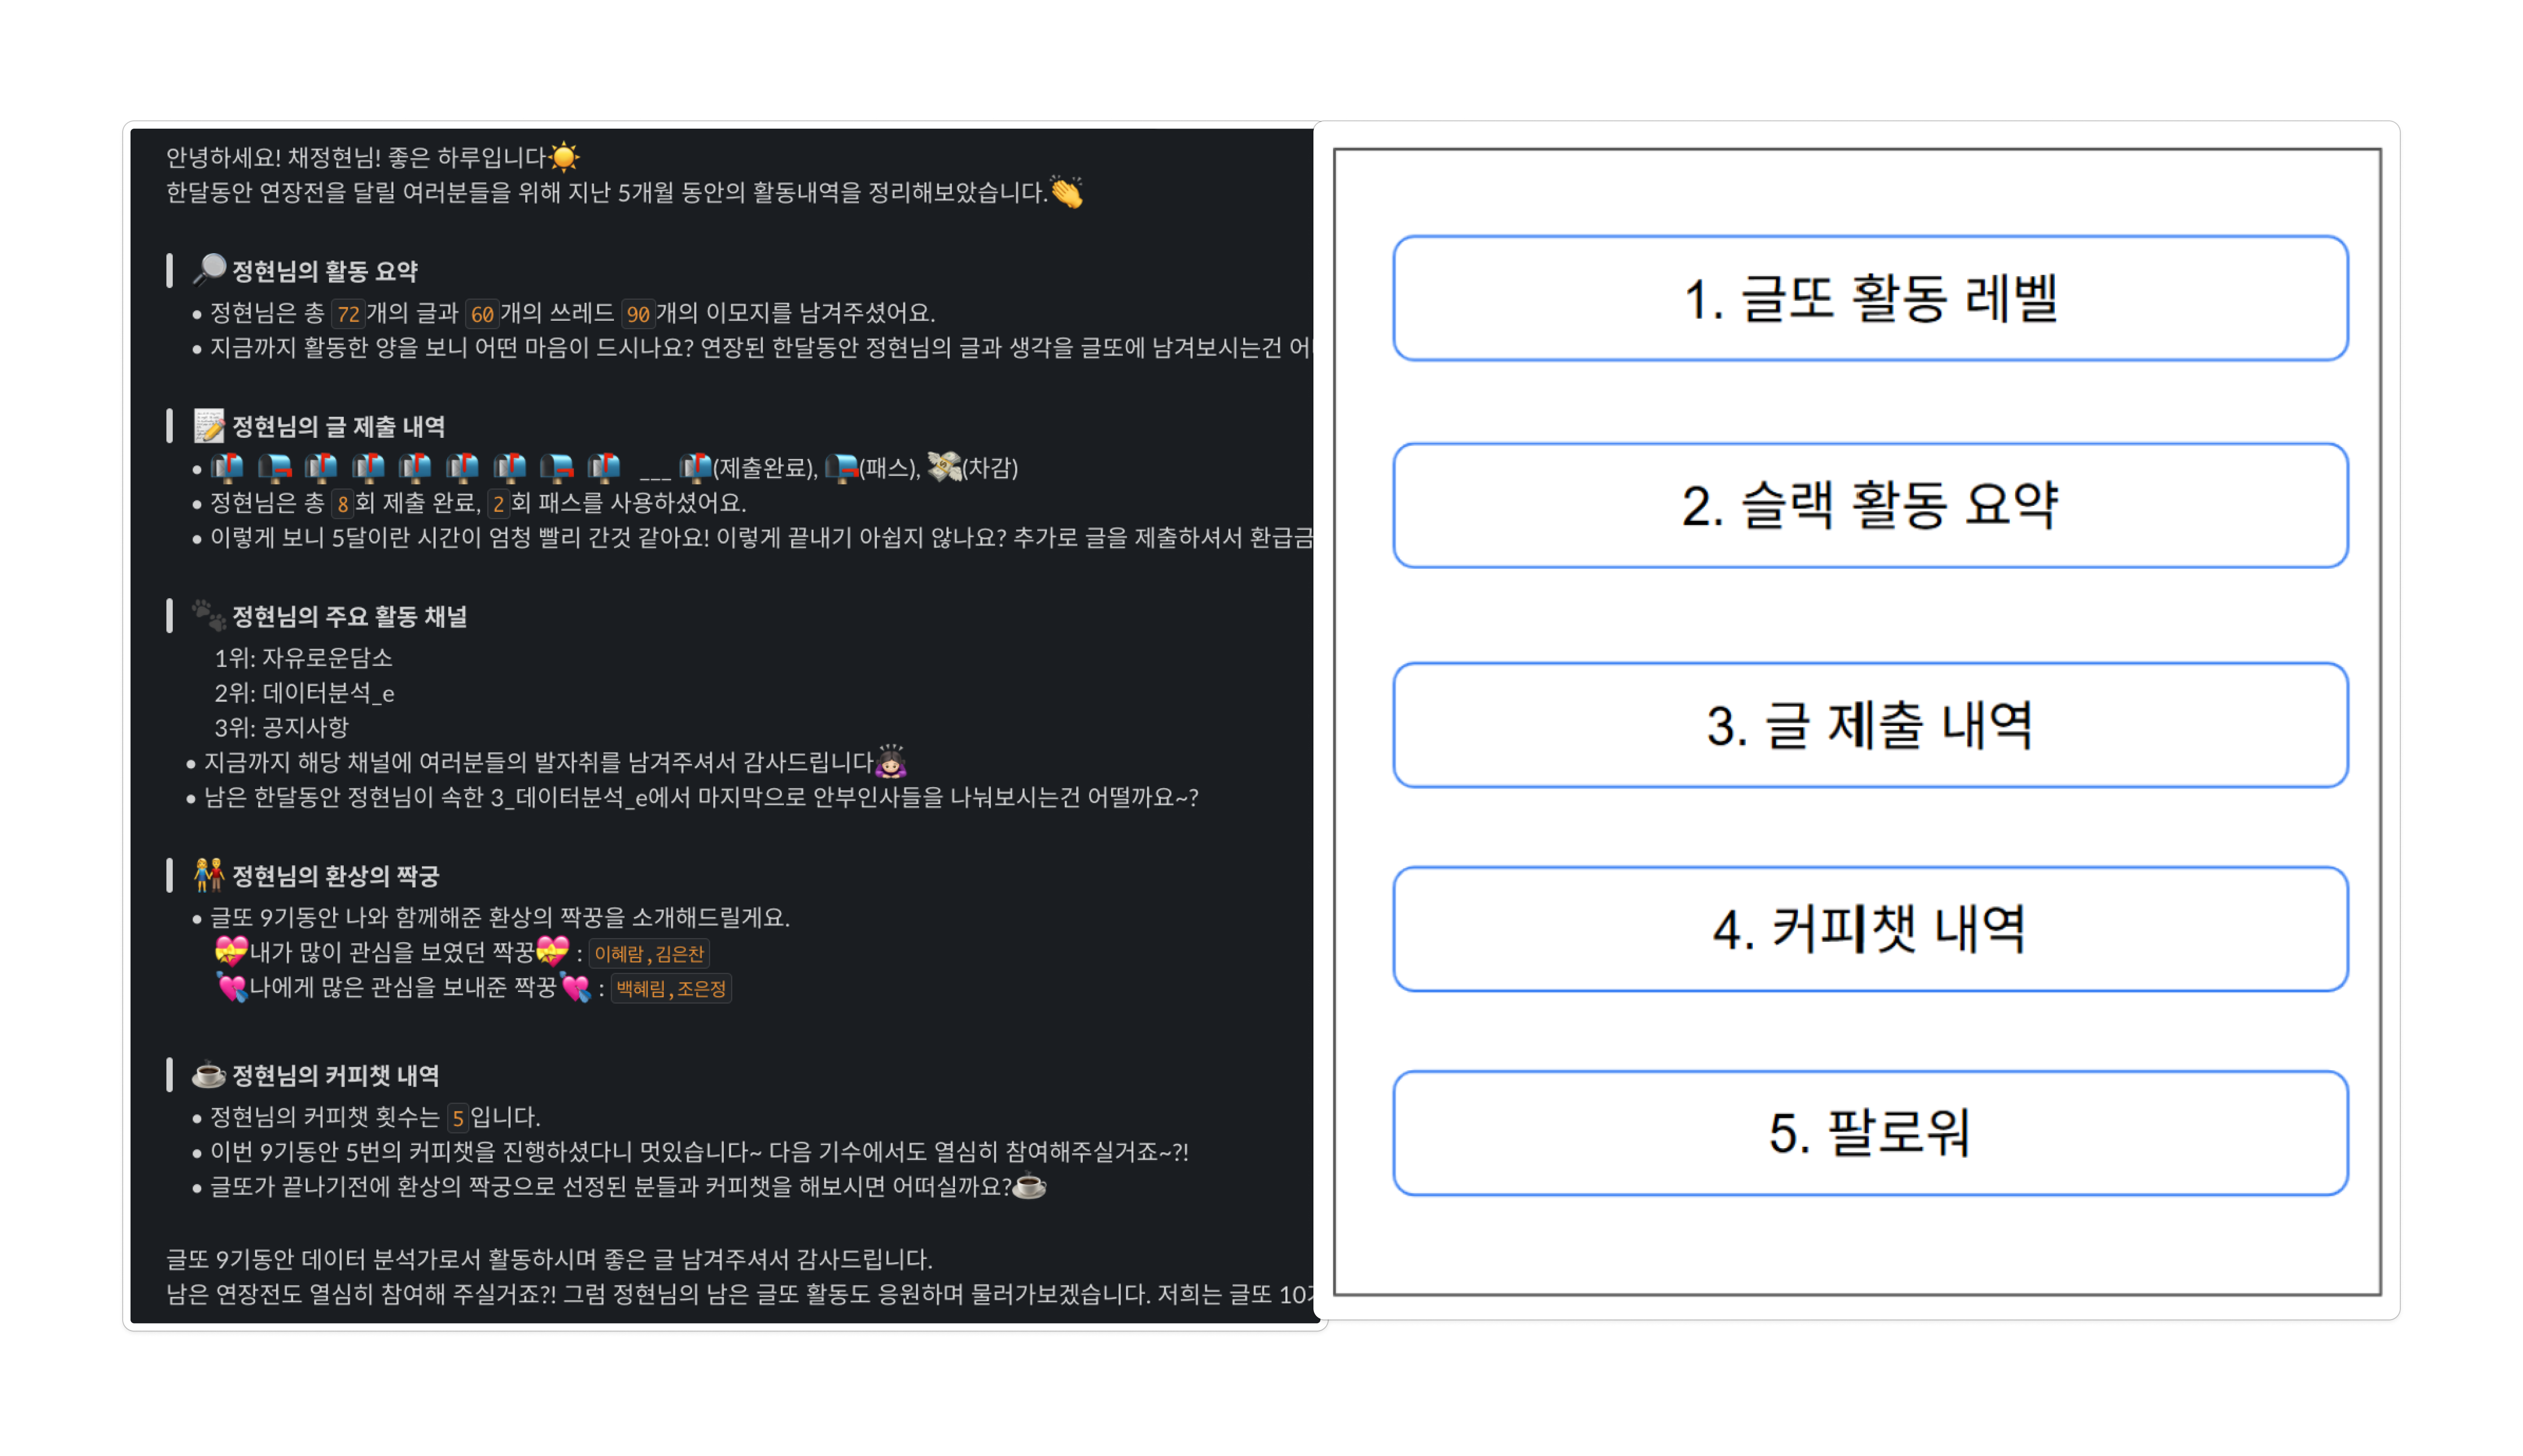 안녕하세요! 채정현님! 좋은 하루입니다☀️
한달동안 연장전을 달릴 여러분들을 위해 지난 5개월 동안의 활동내역을 정리해보았습니다.👏
🔎 정현님의 활동 요약
• 정현님은 총 72개의 글과 60개의 쓰레드 90개의 이모지를 남겨주셨어요.
• 지금까지 활동한 양을 보니 어떤 마음이 드시나요? 연장된 한달동안 정현님의 글과 생각을 글또에 남겨보시는건
📝 정현님의 글 제출 내역
• 📬 📪 📬 📬 📬 📬 📬 📪 📬 ___ 📬(제출완료), 📪(패스), 💸(차감)
• 정현님은 총 8회 제출 완료, 2회 패스를 사용하셨어요.
• 이렇게 보니 5달이란 시간이 엄청 빨리 간것 같아요! 이렇게 끝내기 아쉽지 않나요? 추가로 글을 제출하셔서 환급금
🐾 정현님의 주요 활동 채널
1위: 자유로운담소
2위: 데이터분석_e
3위: 공지사항
• 지금까지 해당 채널에 여러분들의 발자취를 남겨주셔서 감사드립니다🙇🏻‍♀️
• 남은 한달동안 정현님이 속한 3_데이터분석_e에서 마지막으로 안부인사들을 나눠보시는건 어떨까요~?
👫 정현님의 환상의 짝궁
• 글또 9기동안 나와 함께해준 환상의 짝꿍을 소개해드릴게요.
💝내가 많이 관심을 보였던 짝꿍💝 : 이혜람,김은찬
💘나에게 많은 관심을 보내준 짝꿍💘 : 백혜림,조은정
☕ 정현님의 커피챗 내역
• 정현님의 커피챗 횟수는 5입니다.
• 이번 9기동안 5번의 커피챗을 진행하셨다니 멋있습니다~ 다음 기수에서도 열심히 참여해주실거죠~?!
• 글또가 끝나기전에 환상의 짝궁으로 선정된 분들과 커피챗을 해보시면 어떠실까요?☕
글또 9기동안 데이터 분석가로서 활동하시며 좋은 글 남겨주셔서 감사드립니다.
남은 연장전도 열심히 참여해 주실거죠?! 그럼 정현님의 남은 글또 활동도 응원하며 물러가보겠습니다. 저희는 글또 10
1. 글또 활동 레벨
2. 슬랙 활동 요약
3. 글 제출 내역
4. 커피챗 내역
5. 팔로워